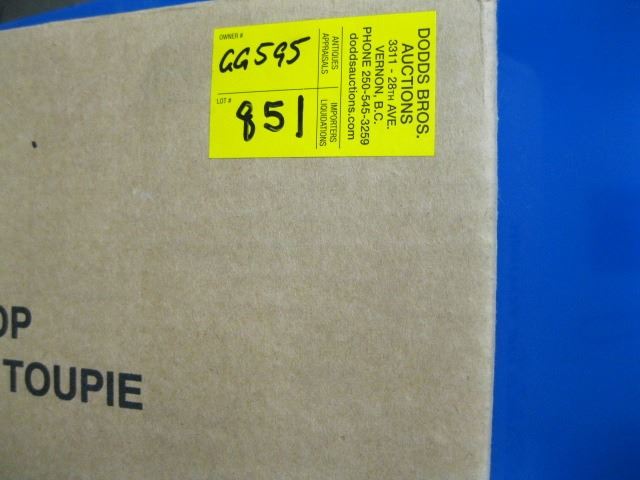 DODDS BROS.
AUCTIONS
3311 - 28TH AVE.
VERNON, B.C.
PHONE 250-545-3259
doddsauctions.com
ANTIQUES
APPRAISALS
IMPORTERS
LIQUIDATIONS
OWNER #
GG595
LOT #
851
OP
TOUPIE